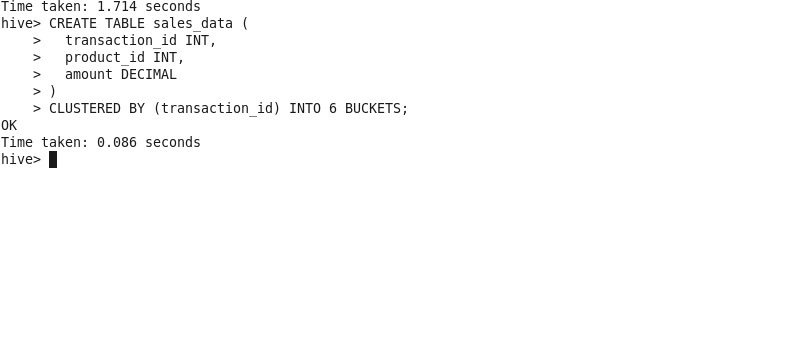 Time taken: 1.714 seconds
hive> CREATE TABLE sales_data (
    >   transaction_id INT,
    >   product_id INT,
    >   amount DECIMAL
    > )
    > CLUSTERED BY (transaction_id) INTO 6 BUCKETS;
OK
Time taken: 0.086 seconds
hive>